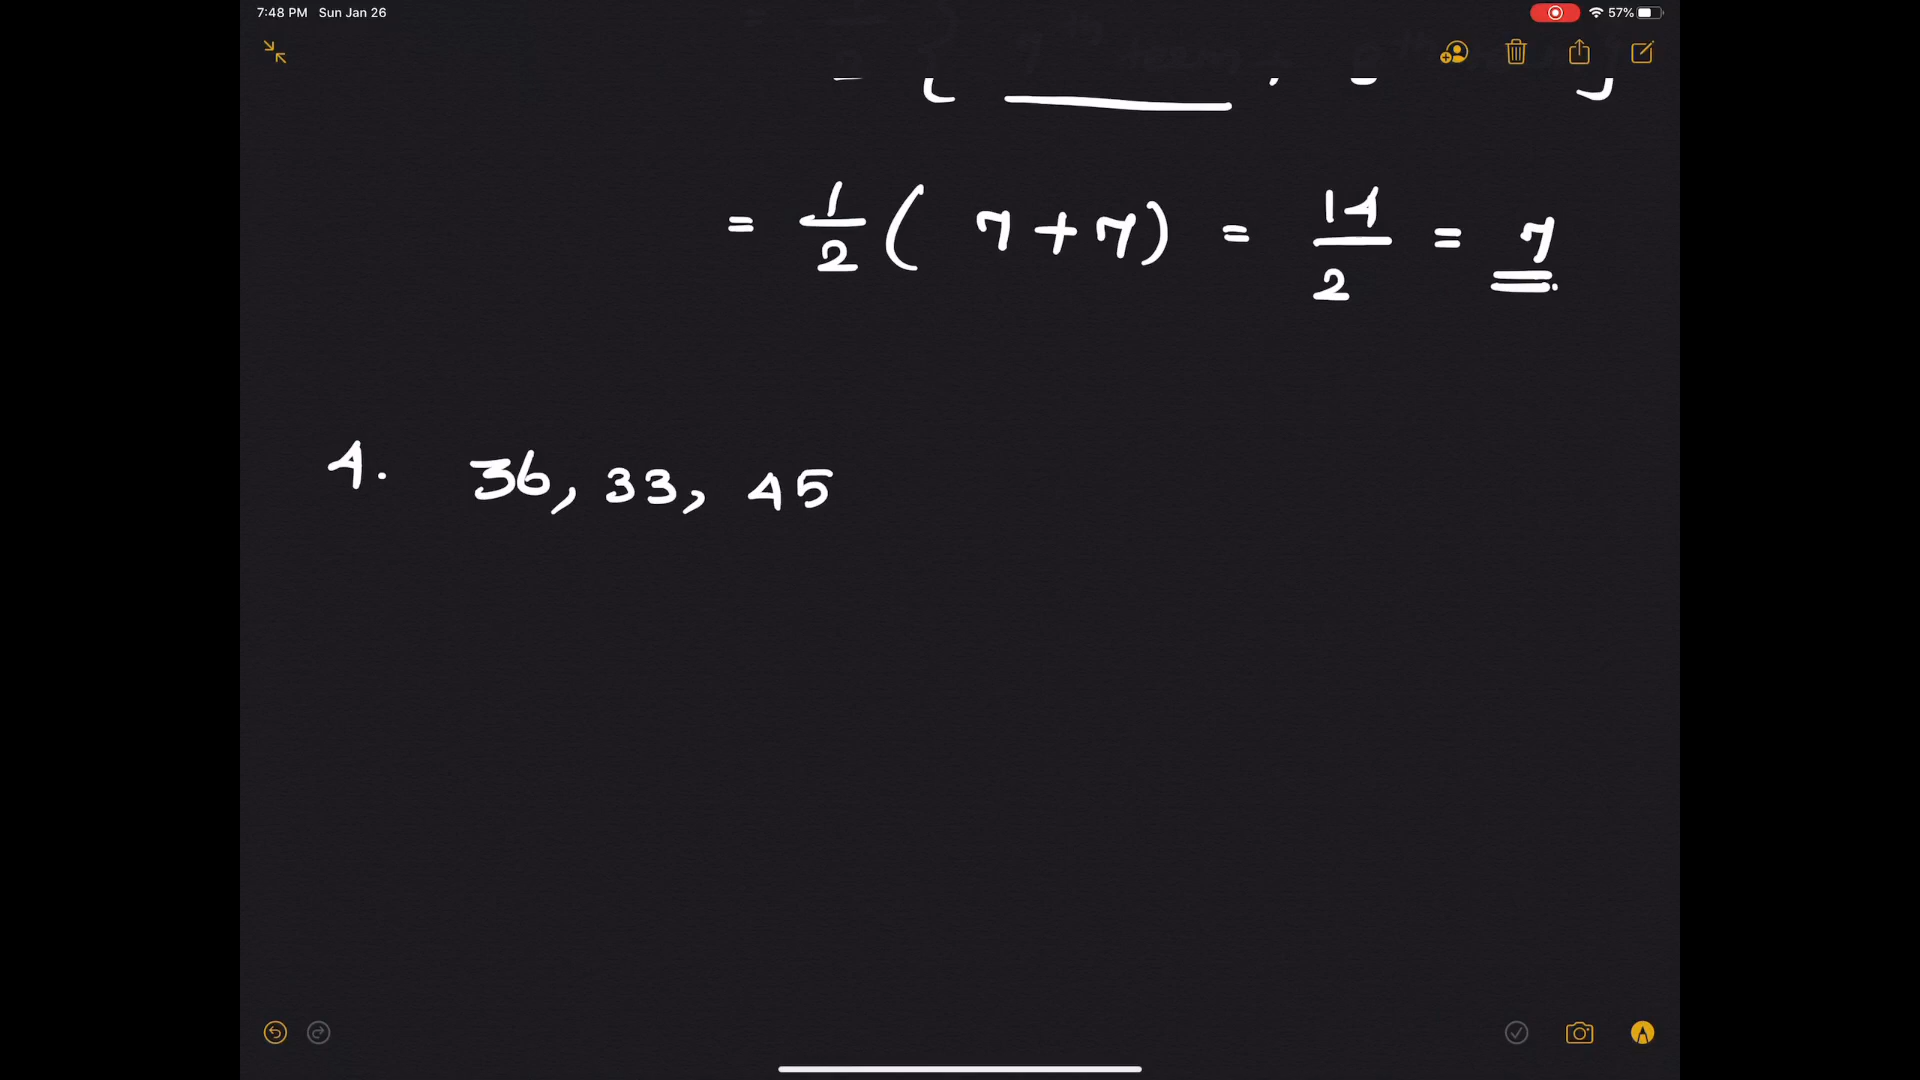 7:48 PM Sun Jan 26
57%
= 1/2 ( 7 + 7 ) = 14/2 = 7.
4. 36, 33, 45